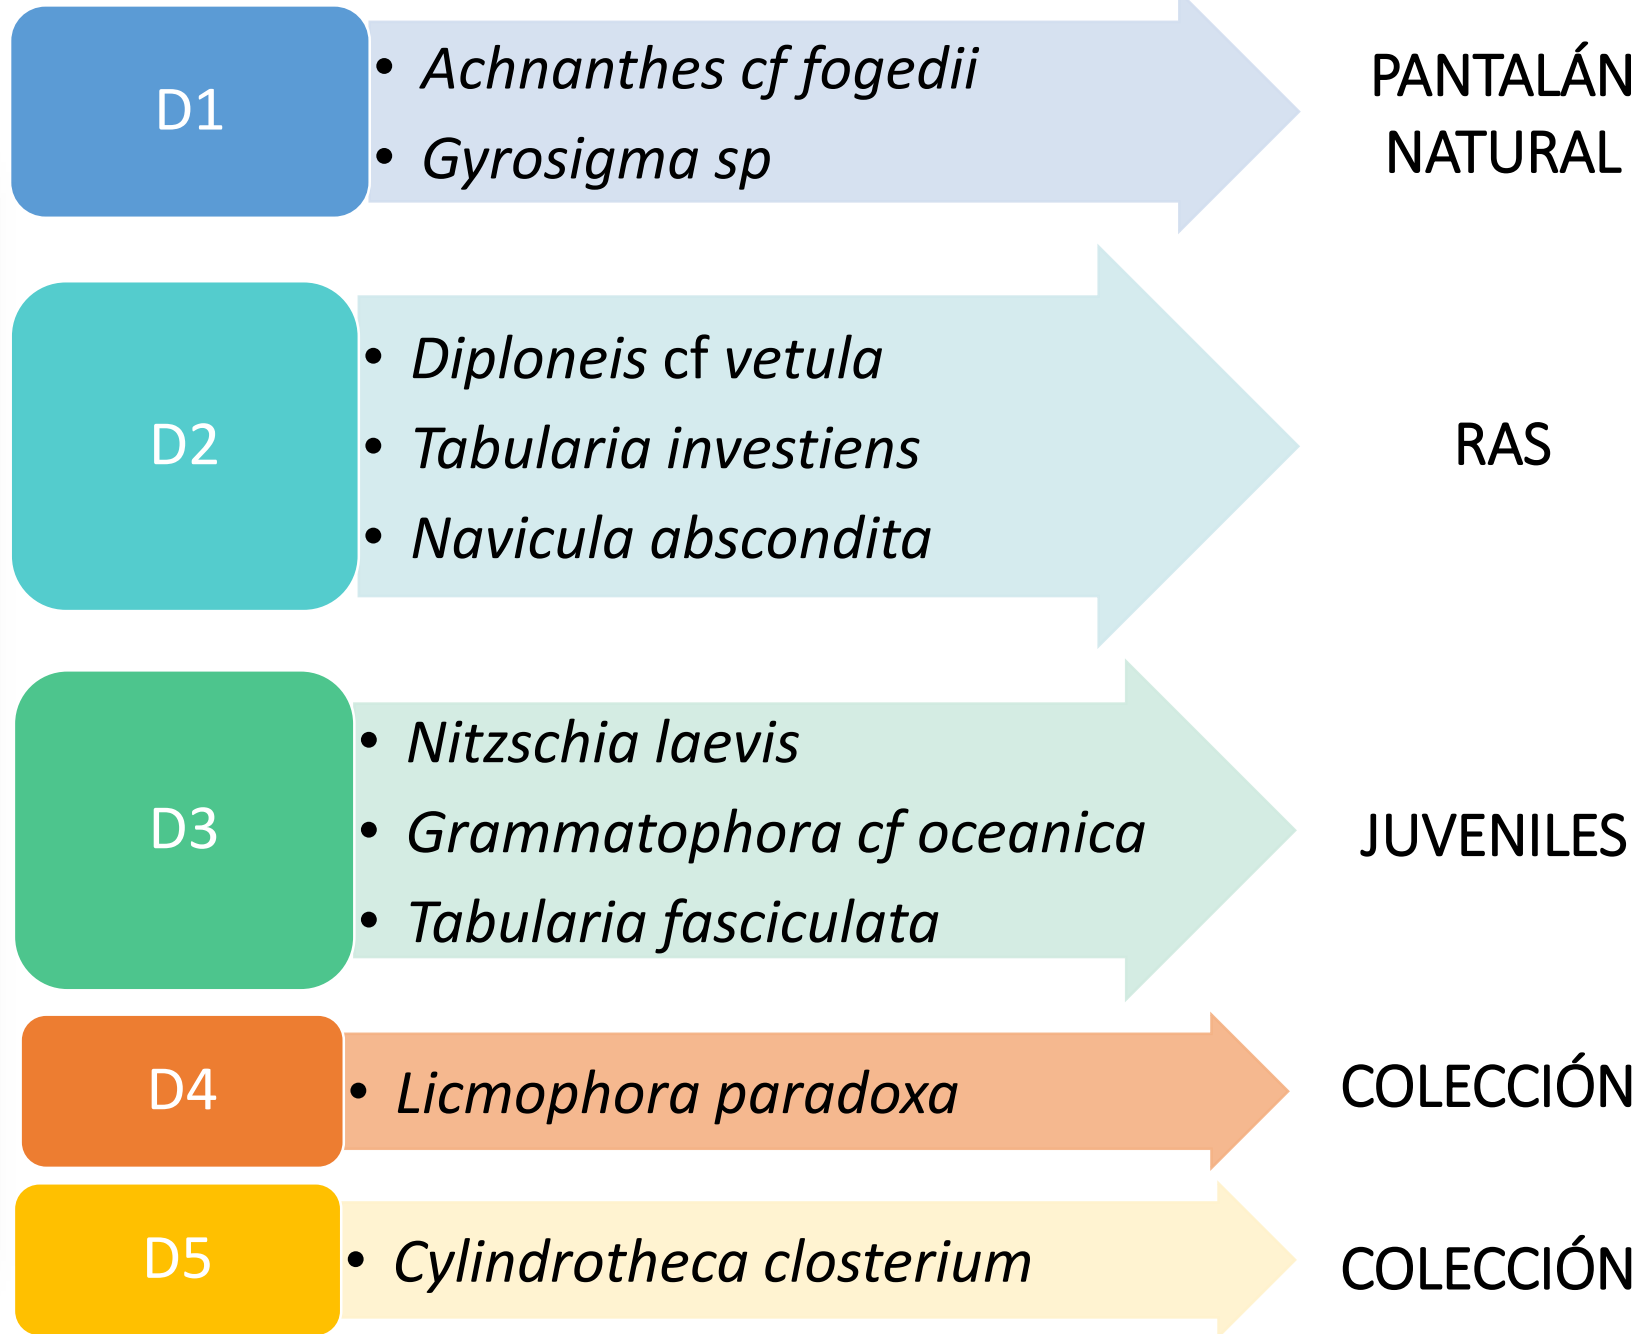 D1
• Achnanthes cf fogedii
• Gyrosigma sp
PANTALÁN
NATURAL
D2
• Diploneis cf vetula
• Tabularia investiens
• Navicula abscondita
RAS
D3
• Nitzschia laevis
• Grammatophora cf oceanica
• Tabularia fasciculata
JUVENILES
D4
• Licmophora paradoxa
COLECCIÓN
D5
• Cylindrotheca closterium
COLECCIÓN